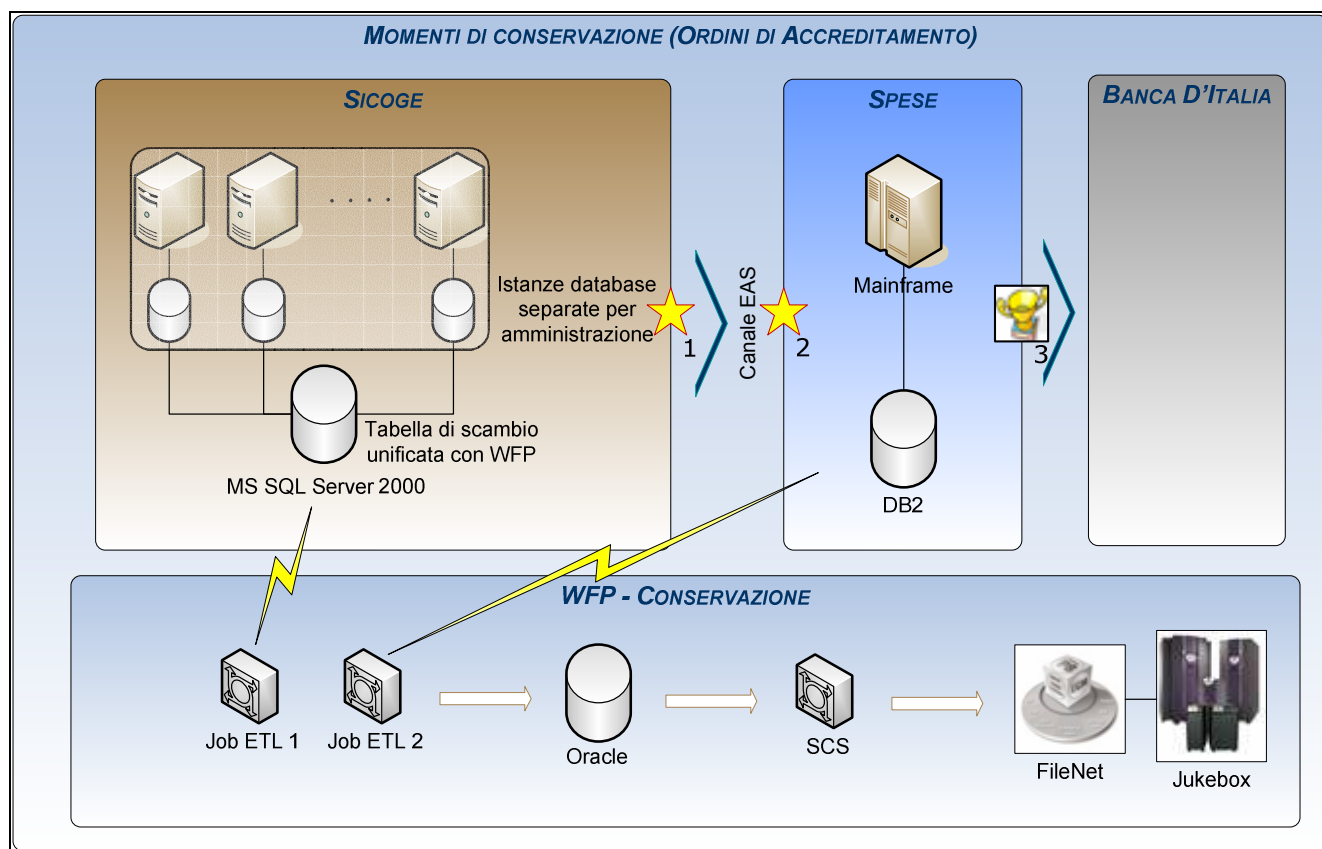 MOMENTI DI CONSERVAZIONE (ORDINI DI ACCREDITAMENTO)
SICOGE
SPESE
BANCA D'ITALIA
. . . .
Istanze database
separate per
amministrazione
1
Canale EAS
2
Mainframe
3
Tabella di scambio
unificata con WFP
MS SQL Server 2000
DB2
WFP - CONSERVAZIONE
Job ETL 1
Job ETL 2
Oracle
SCS
FileNet
Jukebox